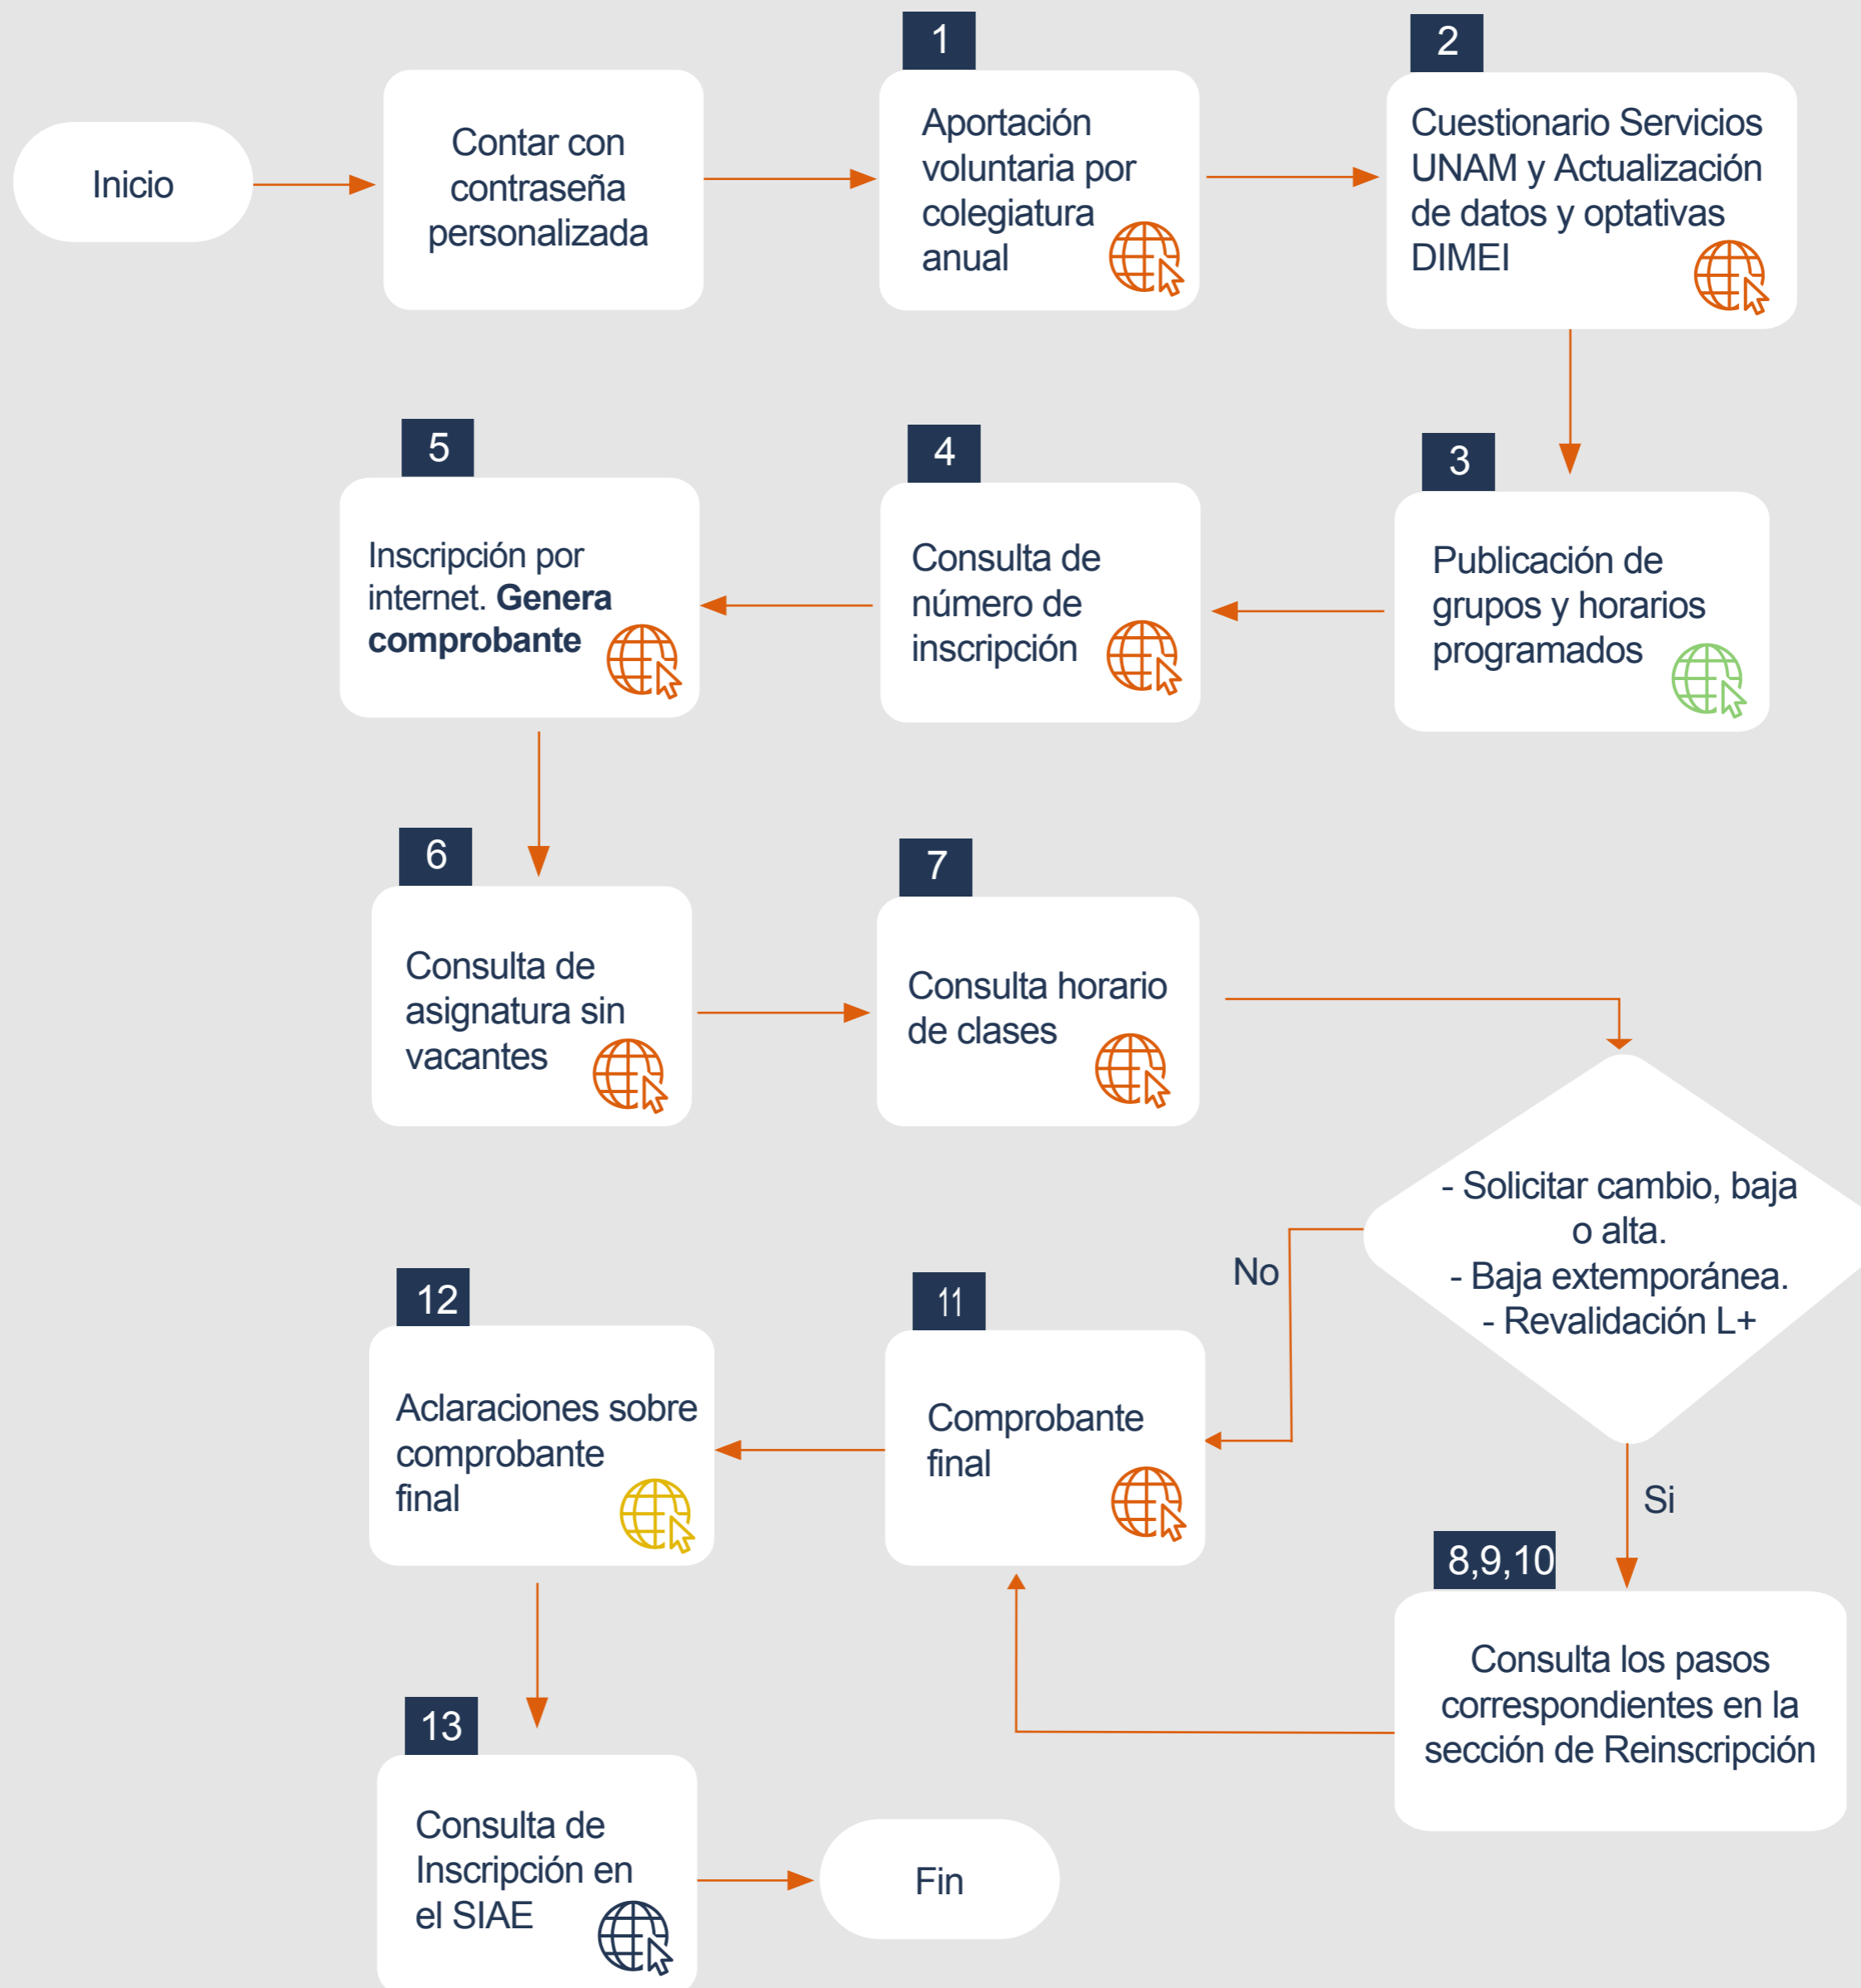 Inicio
Contar con
contraseña
personalizada
1
Aportación
voluntaria por
colegiatura
anual
2
Cuestionario Servicios
UNAM y Actualización
de datos y optativas
DIMEI
3
Publicación de
grupos y horarios
programados
4
Consulta de
número de
inscripción
5
Inscripción por
internet. Genera
comprobante
6
Consulta de
asignatura sin
vacantes
7
Consulta horario
de clases
- Solicitar cambio, baja
o alta.
- Baja extemporánea.
- Revalidación L+
No
Si
8,9,10
Consulta los pasos
correspondientes en la
sección de Reinscripción
11
Comprobante
final
12
Aclaraciones sobre
comprobante
final
13
Consulta de
Inscripción en
el SIAE
Fin